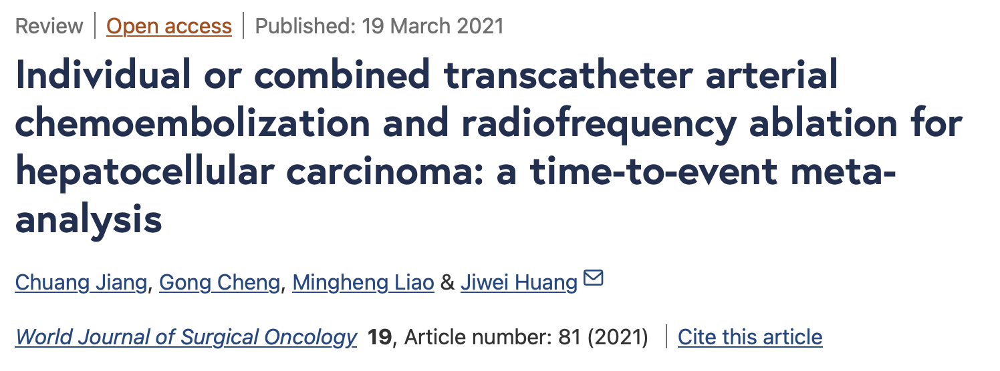 Review | Open access | Published: 19 March 2021
Individual or combined transcatheter arterial
chemoembolization and radiofrequency ablation for
hepatocellular carcinoma: a time-to-event meta-
analysis
Chuang Jiang, Gong Cheng, Mingheng Liao & Jiwei Huang
World Journal of Surgical Oncology 19, Article number: 81 (2021) | Cite this article